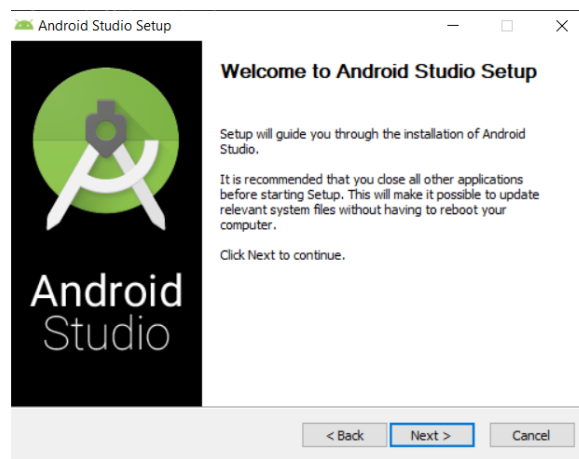 Android Studio Setup
Welcome to Android Studio Setup
Setup will guide you through the installation of Android
Studio.
It is recommended that you close all other applications
before starting Setup. This will make it possible to update
relevant system files without having to reboot your
computer.
Click Next to continue.
Android
Studio
< Back
Next >
Cancel